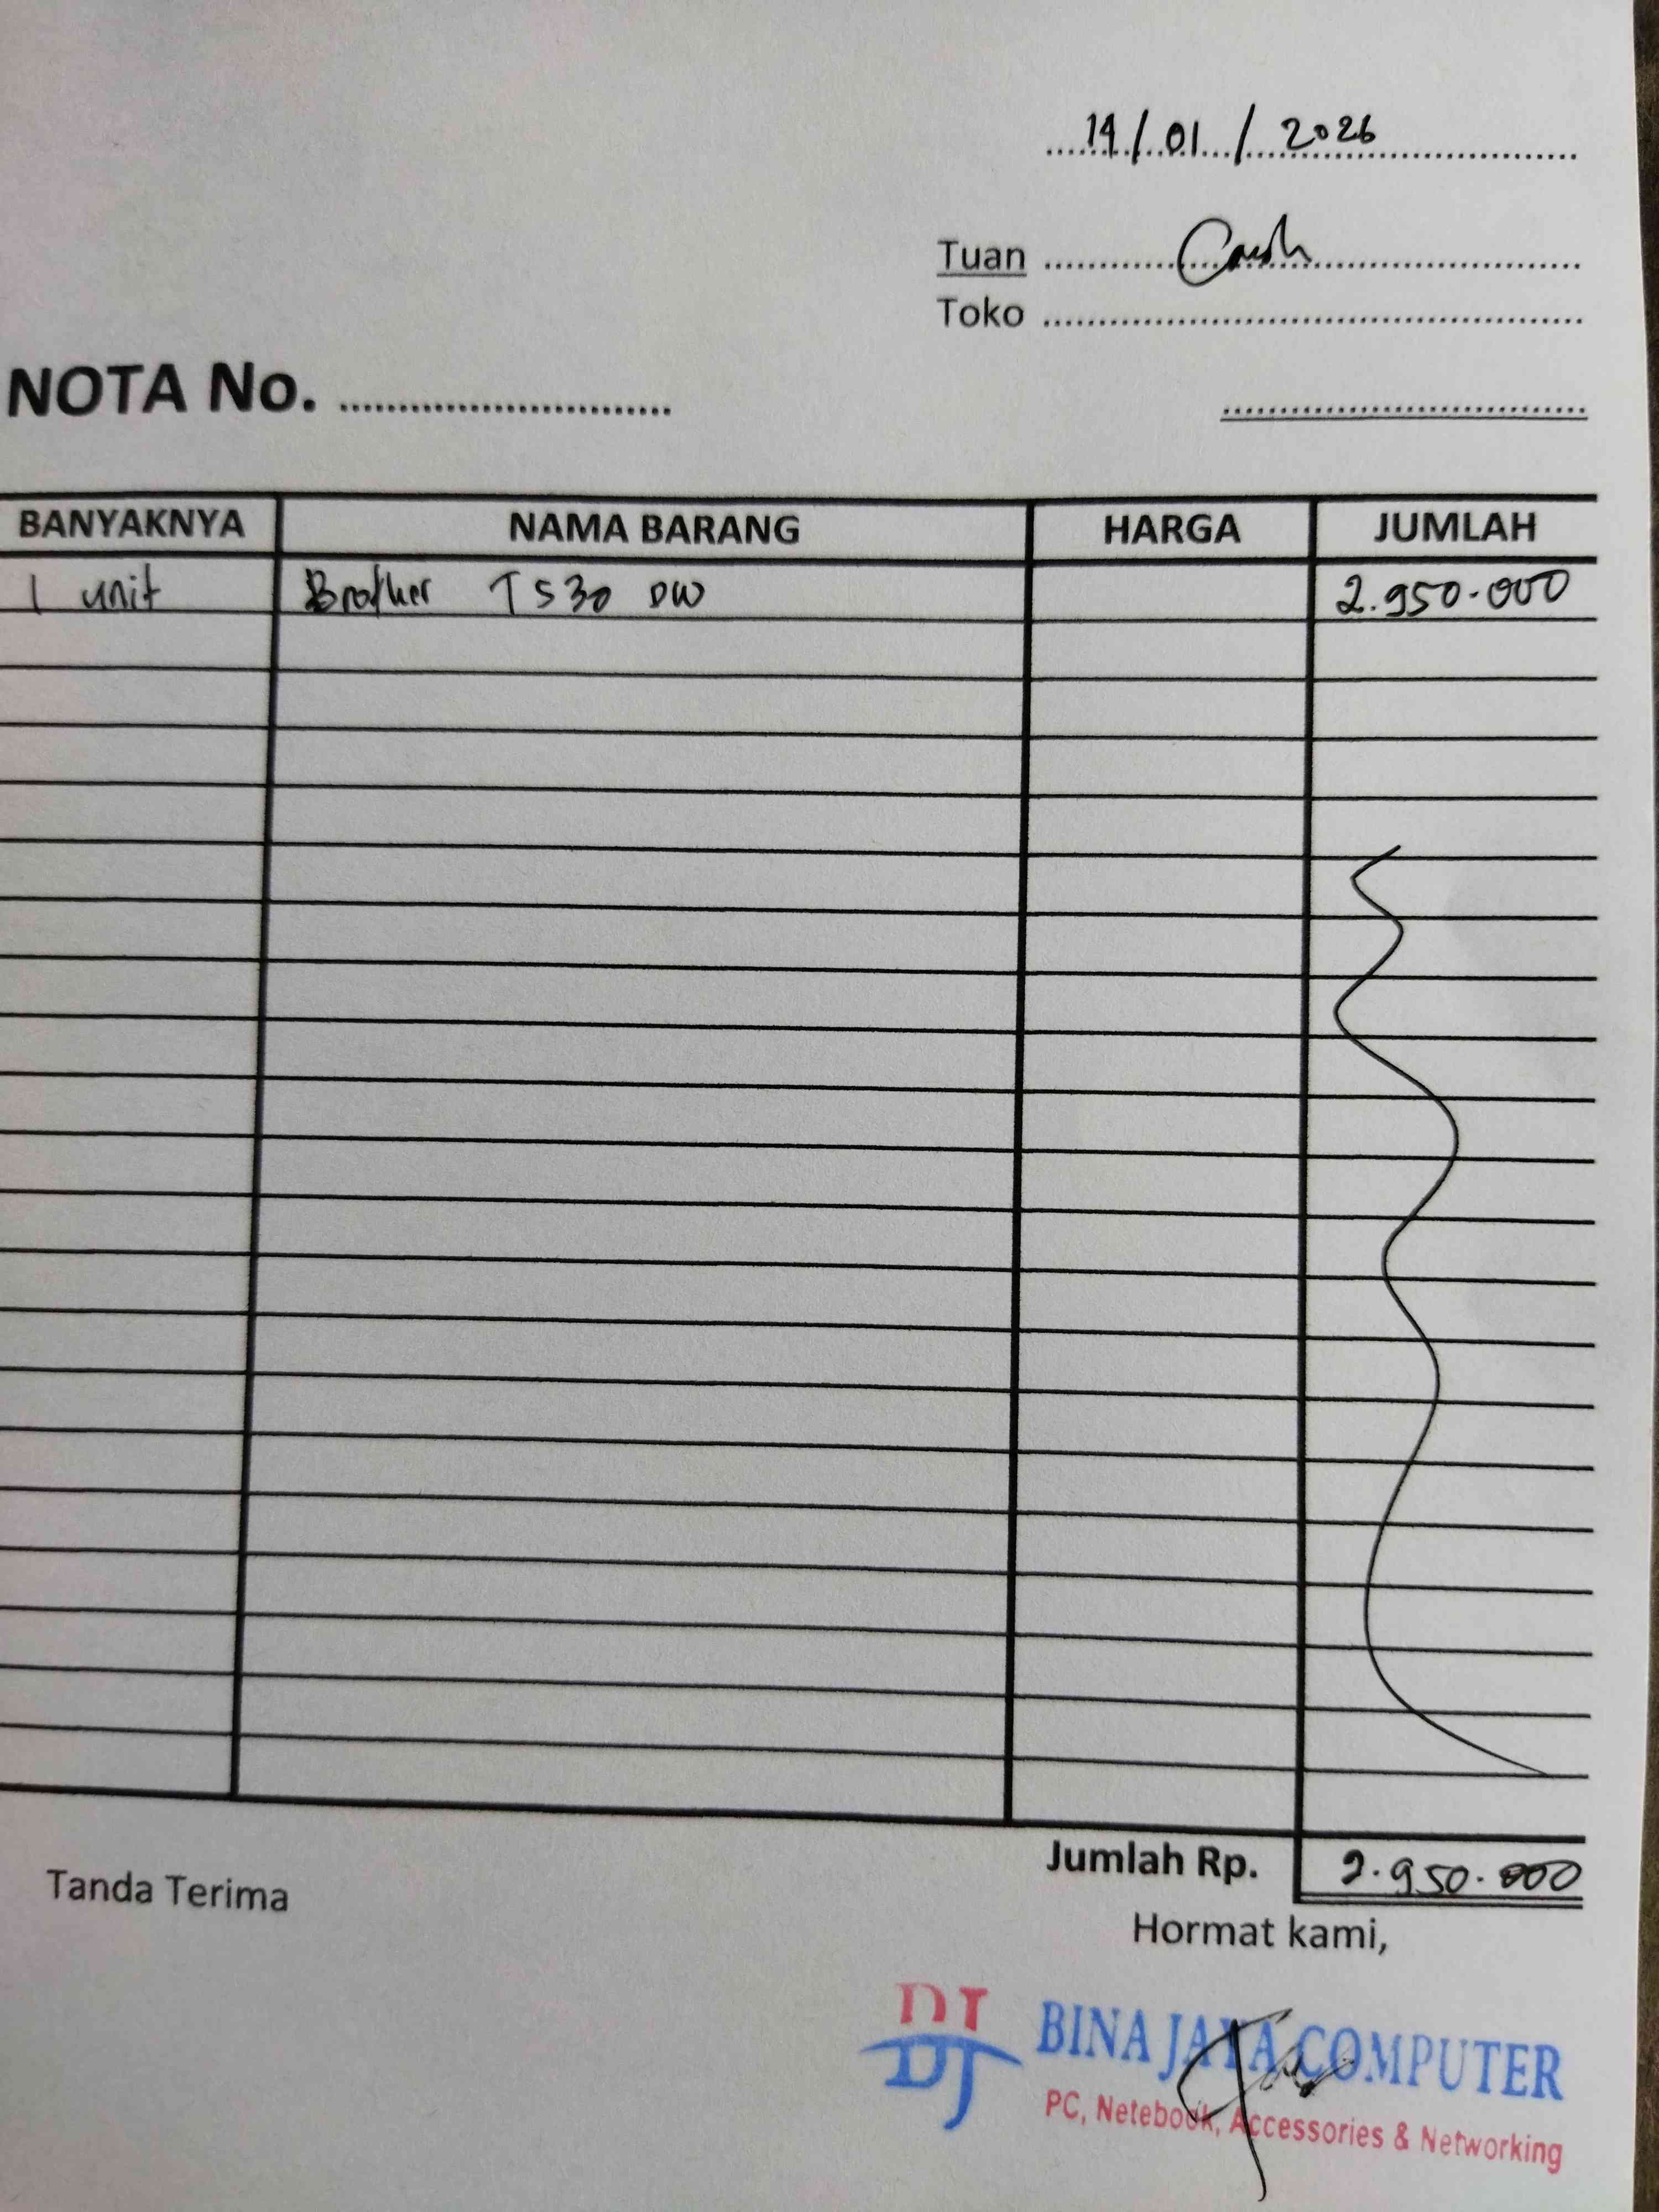 14/01/2026
Tuan Cash
Toko
NOTA No.
BANYAKNYA NAMA BARANG HARGA JUMLAH
1 unit Brother T530 DW 2.950.000
Jumlah Rp. 2.950.000
Tanda Terima
Hormat kami,
BJ BINA JAYA COMPUTER
PC, Netebook, Accessories & Networking